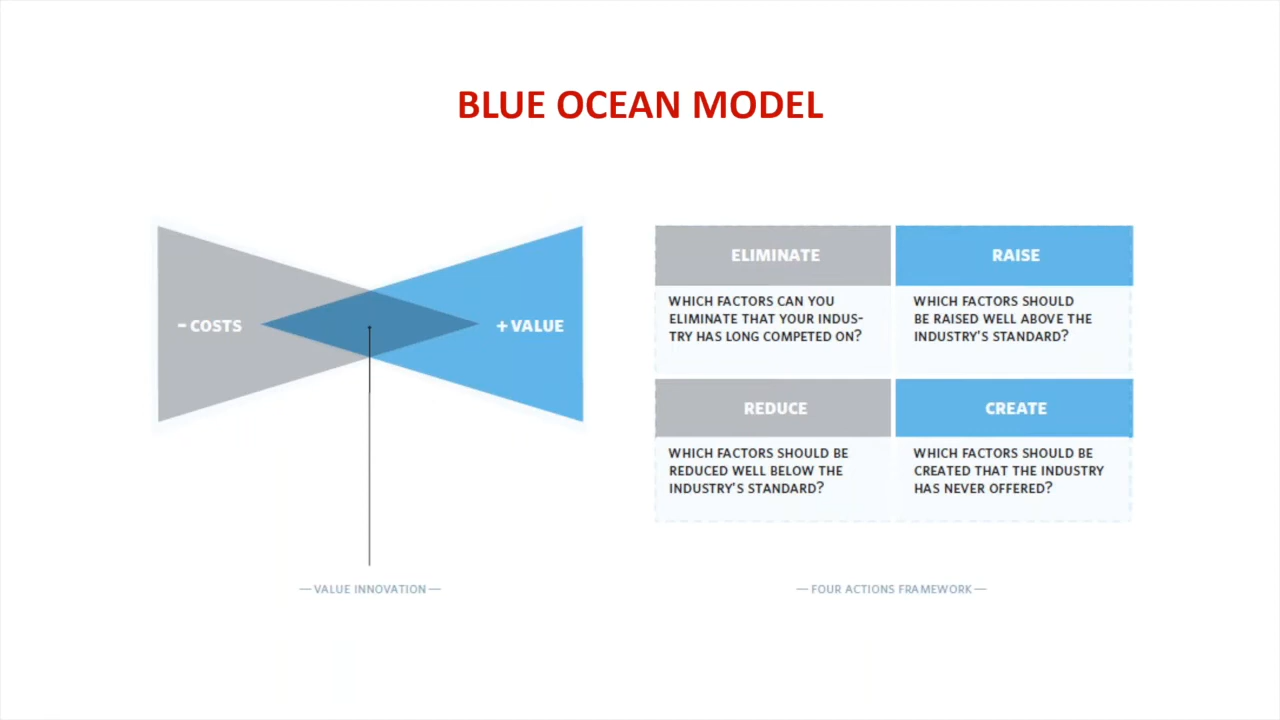 BLUE OCEAN MODEL
– COSTS
+ VALUE
— VALUE INNOVATION —
ELIMINATE
WHICH FACTORS CAN YOU
ELIMINATE THAT YOUR INDUS-
TRY HAS LONG COMPETED ON?
RAISE
WHICH FACTORS SHOULD
BE RAISED WELL ABOVE THE
INDUSTRY'S STANDARD?
REDUCE
WHICH FACTORS SHOULD BE
REDUCED WELL BELOW THE
INDUSTRY'S STANDARD?
CREATE
WHICH FACTORS SHOULD BE
CREATED THAT THE INDUSTRY
HAS NEVER OFFERED?
— FOUR ACTIONS FRAMEWORK —